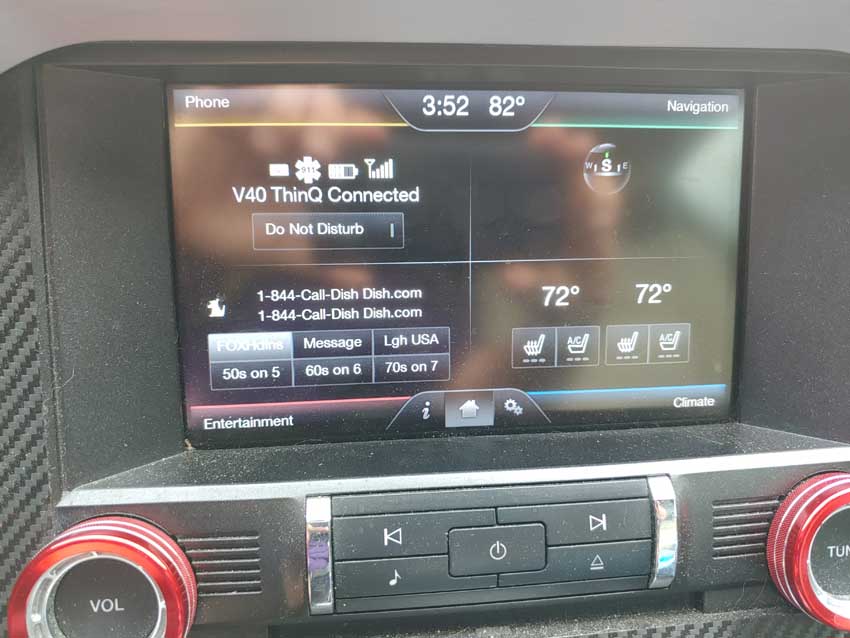 Phone
3:52 82°
Navigation
911
V40 ThinQ Connected
Do Not Disturb
W S E
1-844-Call-Dish Dish.com
1-844-Call-Dish Dish.com
FOXHdlns Message Lgh USA
50s on 5 60s on 6 70s on 7
72° 72°
A/C A/C
Entertainment
i
Climate
VOL
TUN